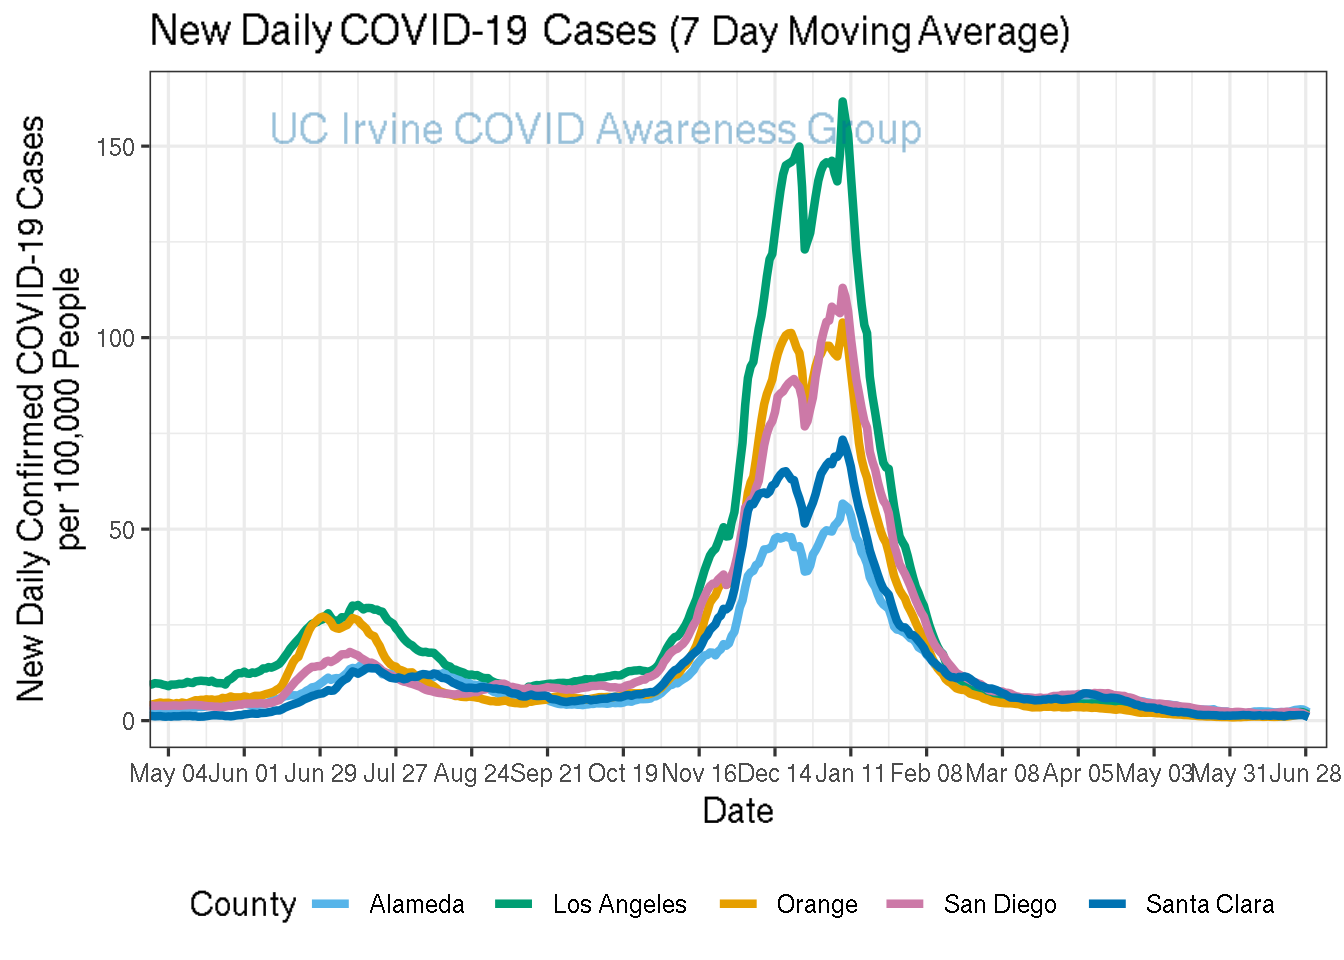 New Daily COVID-19 Cases (7 Day Moving Average)
UC Irvine COVID Awareness Group
New Daily Confirmed COVID-19 Cases
per 100,000 People
150
100
50
0
May 04 Jun 01 Jun 29 Jul 27 Aug 24 Sep 21 Oct 19 Nov 16 Dec 14 Jan 11 Feb 08 Mar 08 Apr 05 May 03 May 31 Jun 28
Date
County Alameda Los Angeles Orange San Diego Santa Clara